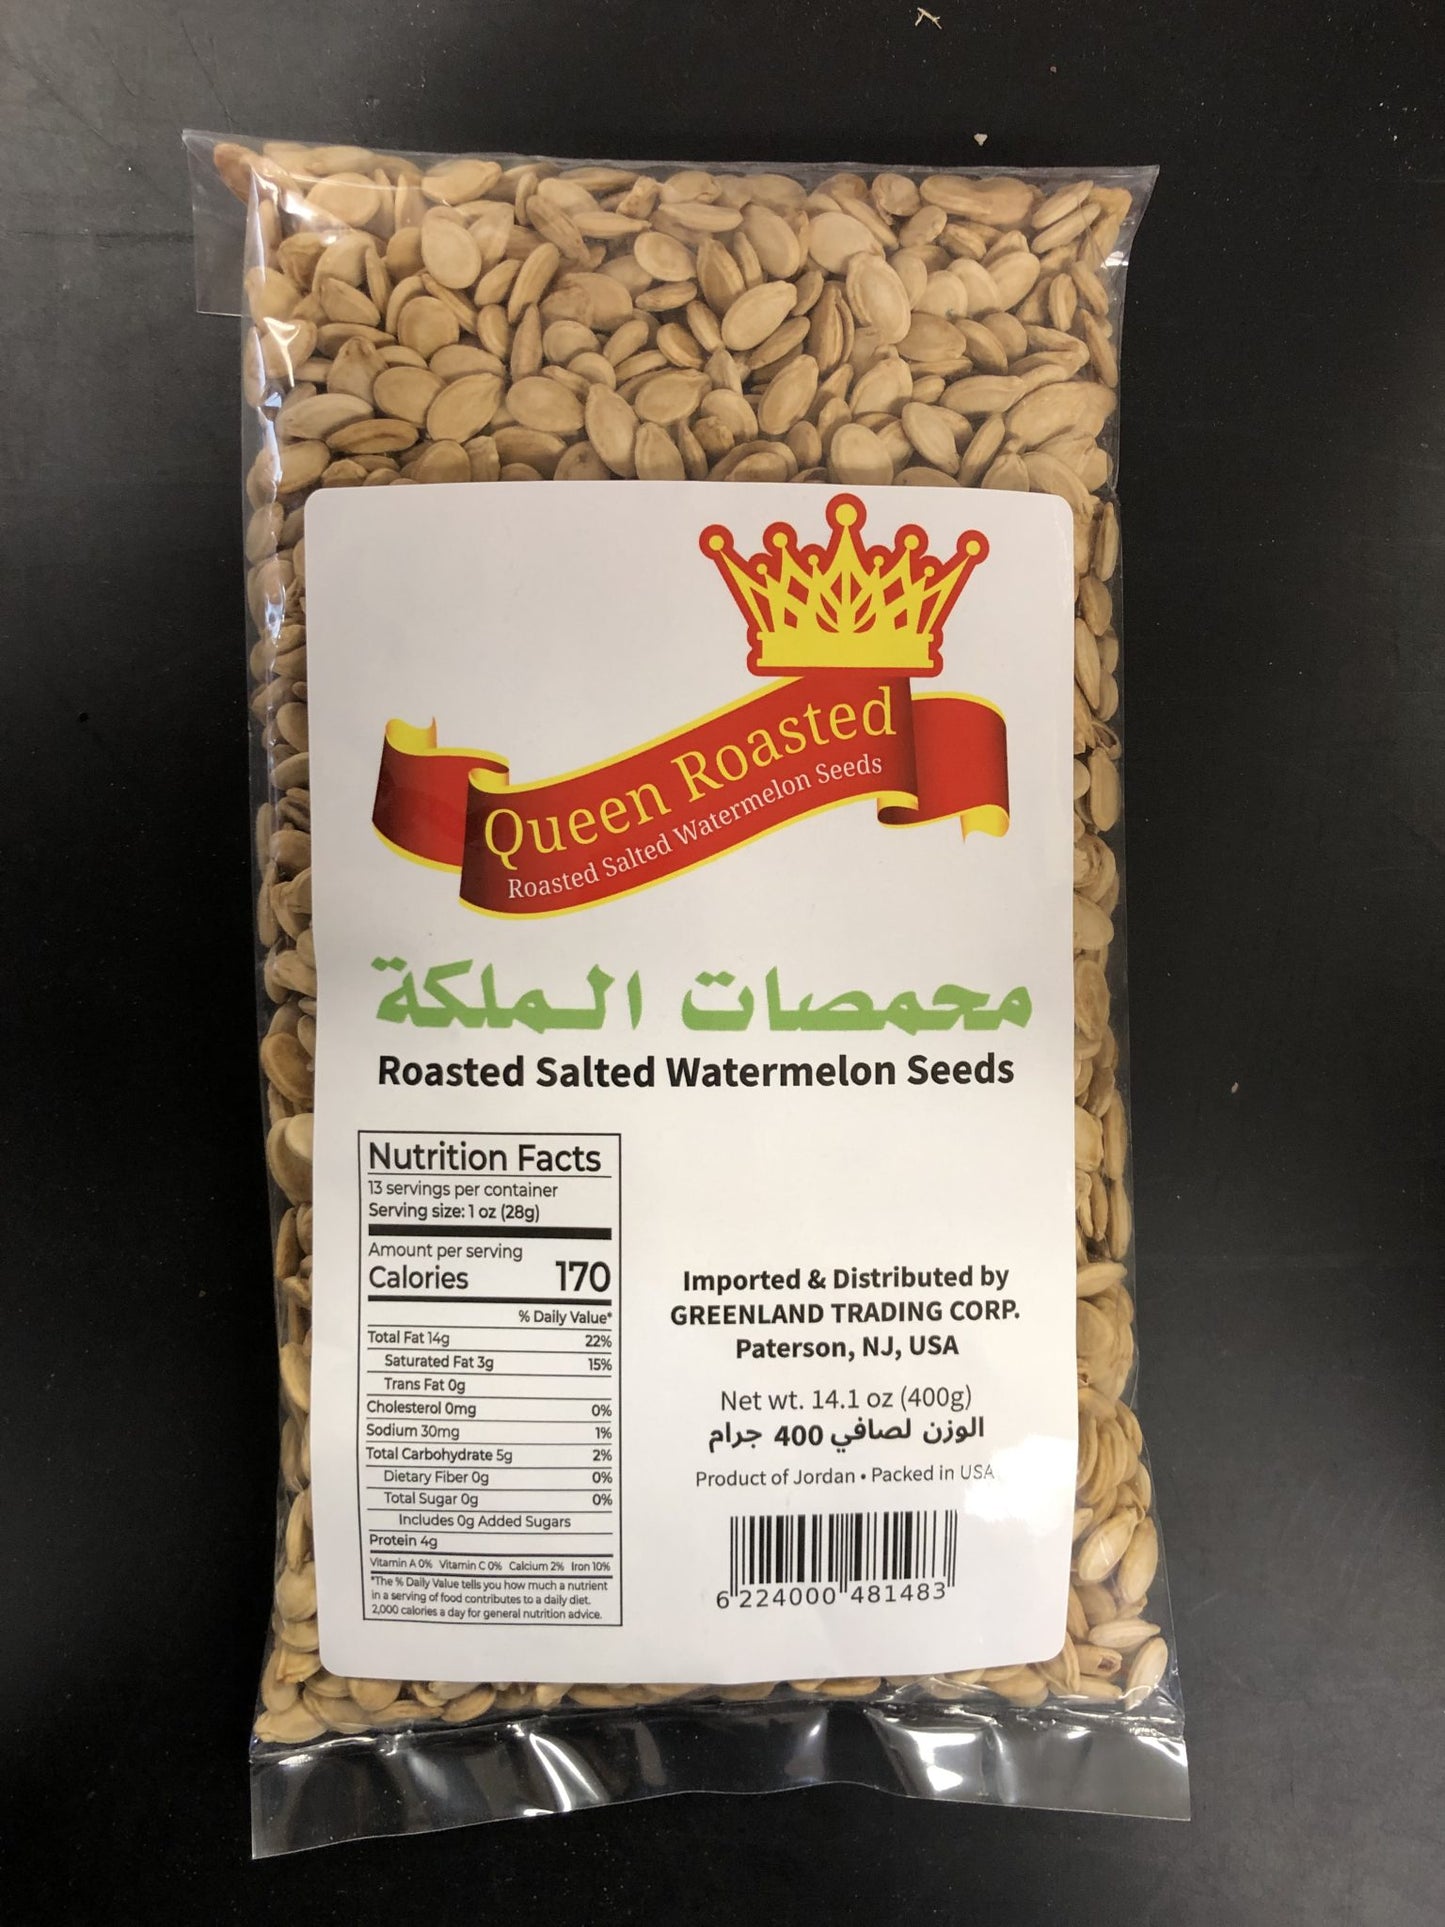 Queen Roasted
Roasted Salted Watermelon Seeds
محمصات الملكة
Roasted Salted Watermelon Seeds
Nutrition Facts
13 servings per container
Serving size: 1 oz (28g)
Amount per serving
Calories 170
% Daily Value*
Total Fat 14g 22%
Saturated Fat 3g 15%
Trans Fat 0g
Cholesterol 0mg 0%
Sodium 30mg 1%
Total Carbohydrate 5g 2%
Dietary Fiber 0g 0%
Total Sugar 0g 0%
Includes 0g Added Sugars
Protein 4g
Vitamin A 0% Vitamin C 0% Calcium 2% Iron 10%
*The % Daily Value tells you how much a nutrient
in a serving of food contributes to a daily diet.
2,000 calories a day for general nutrition advice.
Imported & Distributed by
GREENLAND TRADING CORP.
Paterson, NJ, USA
Net wt. 14.1 oz (400g)
الوزن لصافي 400 جرام
Product of Jordan • Packed in USA
6 224000 481483